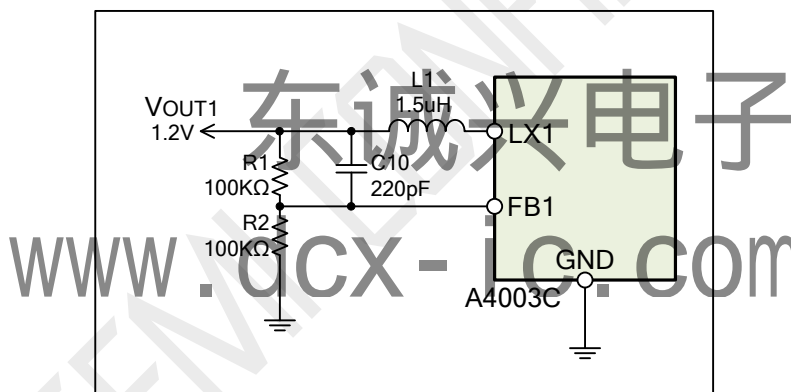 东诚兴电子
L1
1.5uH
VOUT1
1.2V
LX1
R1
100KΩ
C10
220pF
FB1
R2
100KΩ
www.qcx-ic.com
GND
A4003C